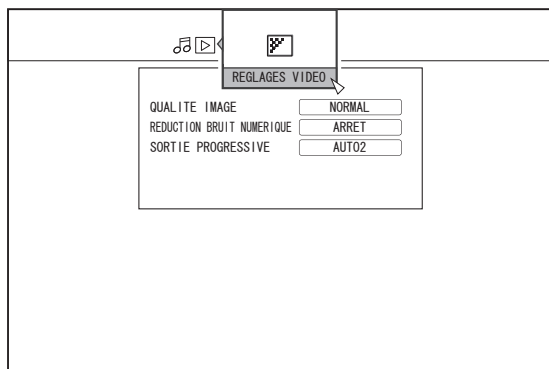 REGLAGES VIDEO
QUALITE IMAGE NORMAL
REDUCTION BRUIT NUMERIQUE ARRET
SORTIE PROGRESSIVE AUTO2